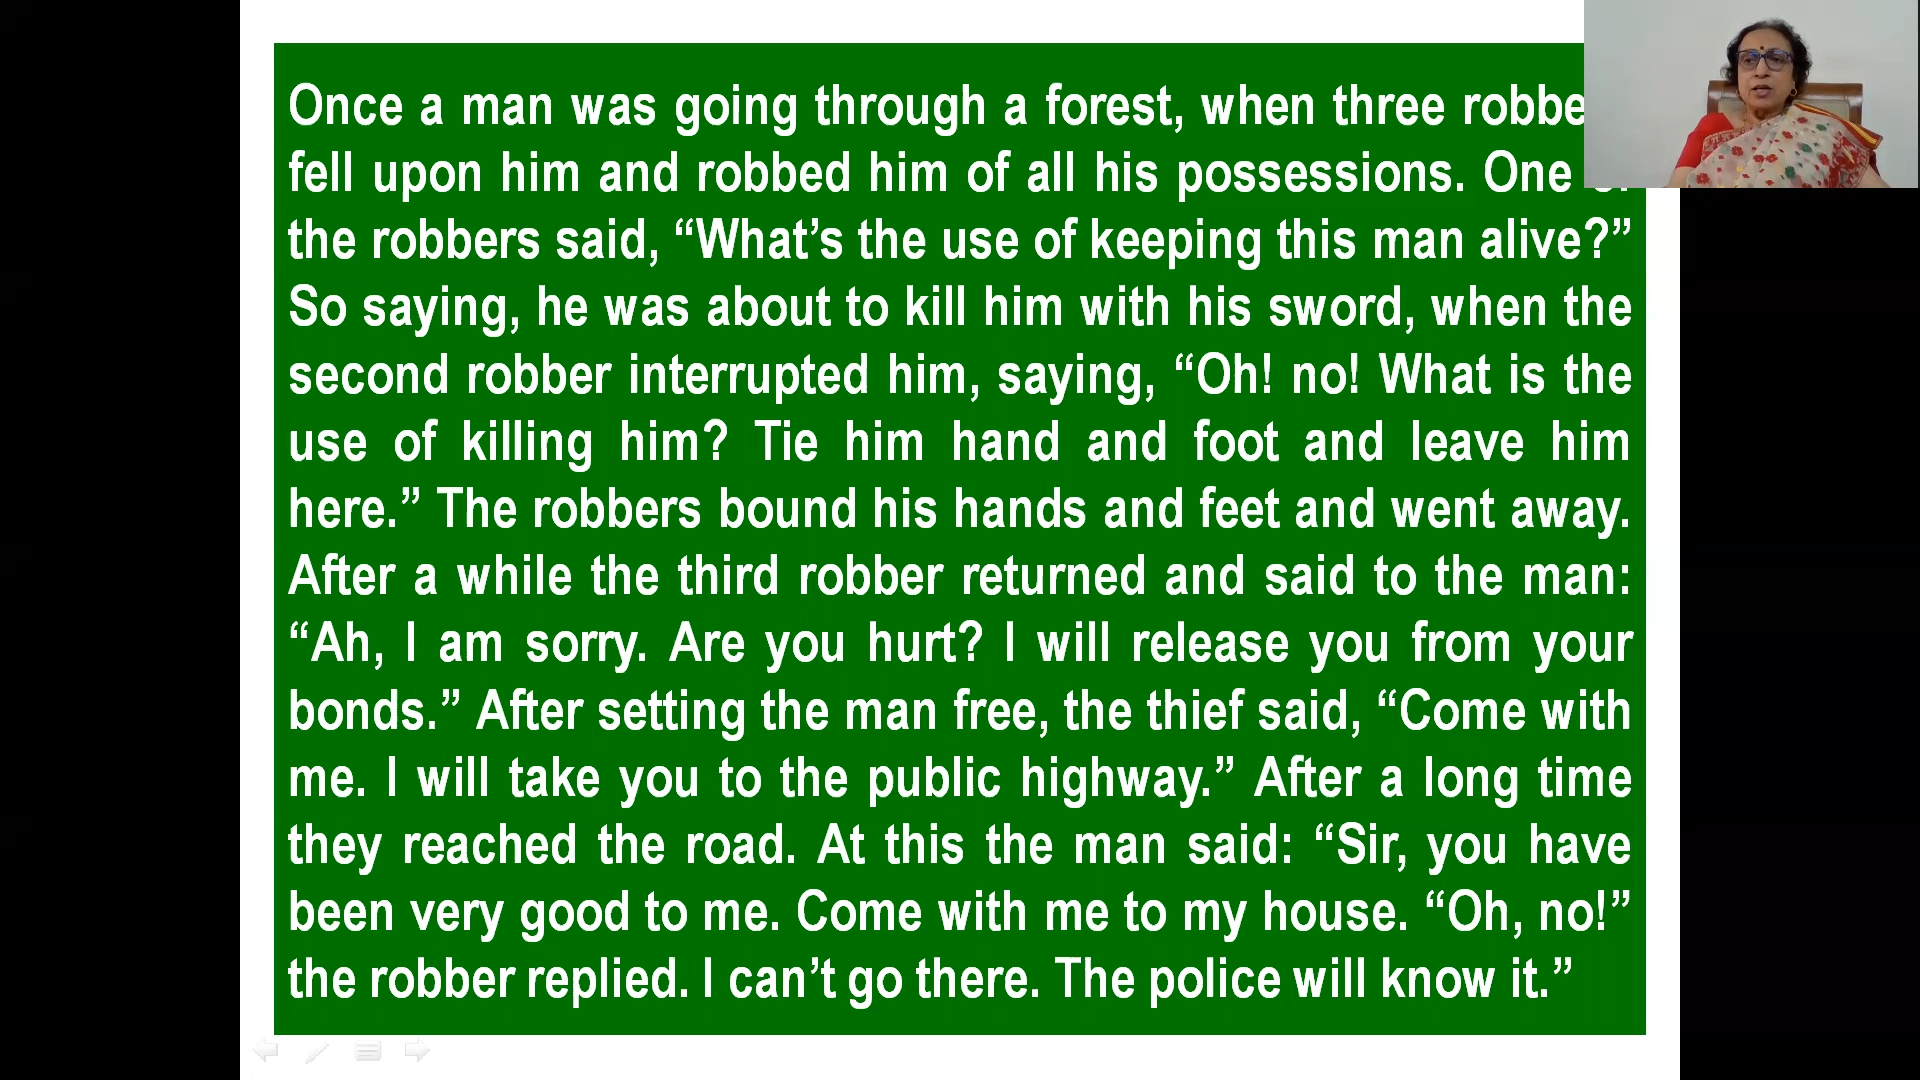 Once a man was going through a forest, when three
fell upon him and robbed him of all his possessions. One
the robbers said, “What’s the use of keeping this man alive?”
So saying, he was about to kill him with his sword, when the
second robber interrupted him, saying, “Oh! no! What is the
use of killing him? Tie him hand and foot and leave him
here.” The robbers bound his hands and feet and went away.
After a while the third robber returned and said to the man:
“Ah, I am sorry. Are you hurt? I will release you from your
bonds.” After setting the man free, the thief said, “Come with
me. I will take you to the public highway.” After a long time
they reached the road. At this the man said: “Sir, you have
been very good to me. Come with me to my house. “Oh, no!”
the robber replied. I can’t go there. The police will know it.”